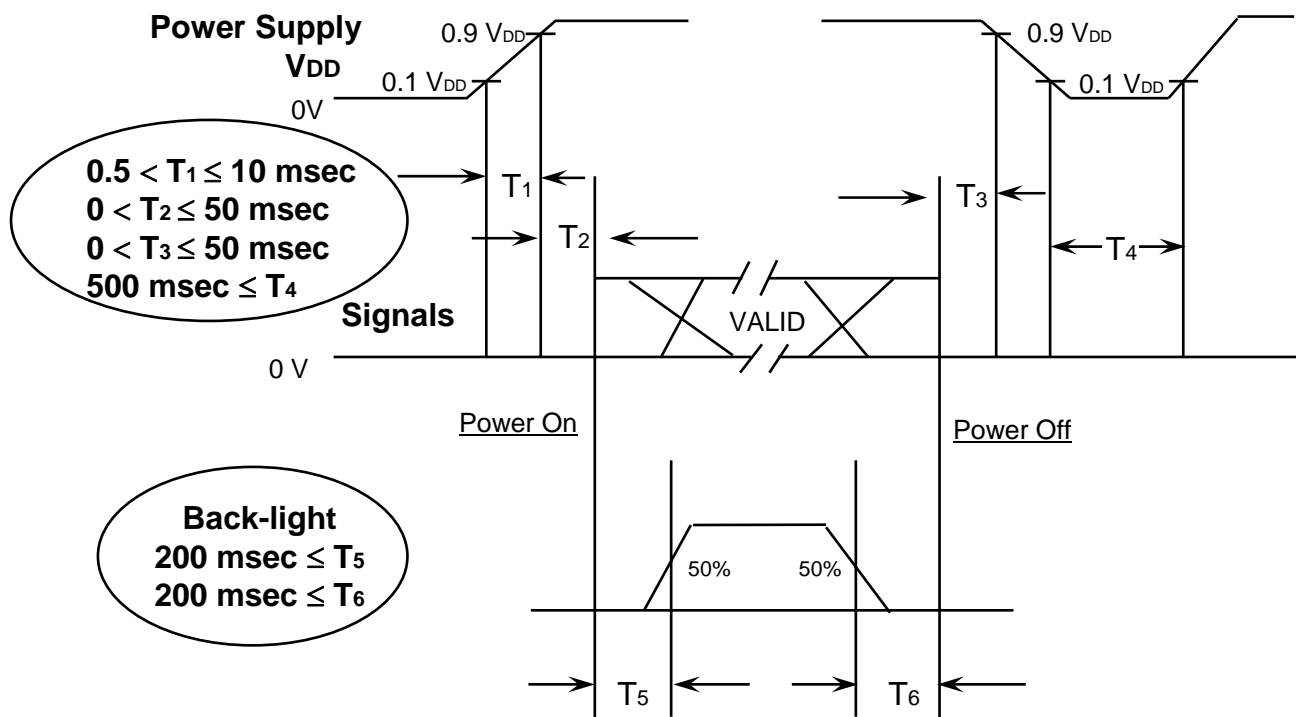 Power Supply
VDD
0.9 VDD
0.1 VDD
0V
0.9 VDD
0.1 VDD
0.5 < T1 ≤ 10 msec
0 < T2 ≤ 50 msec
0 < T3 ≤ 50 msec
500 msec ≤ T4
T1
T2
T3
T4
Signals
VALID
0 V
Power On
Power Off
Back-light
200 msec ≤ T5
200 msec ≤ T6
50%
50%
T5
T6